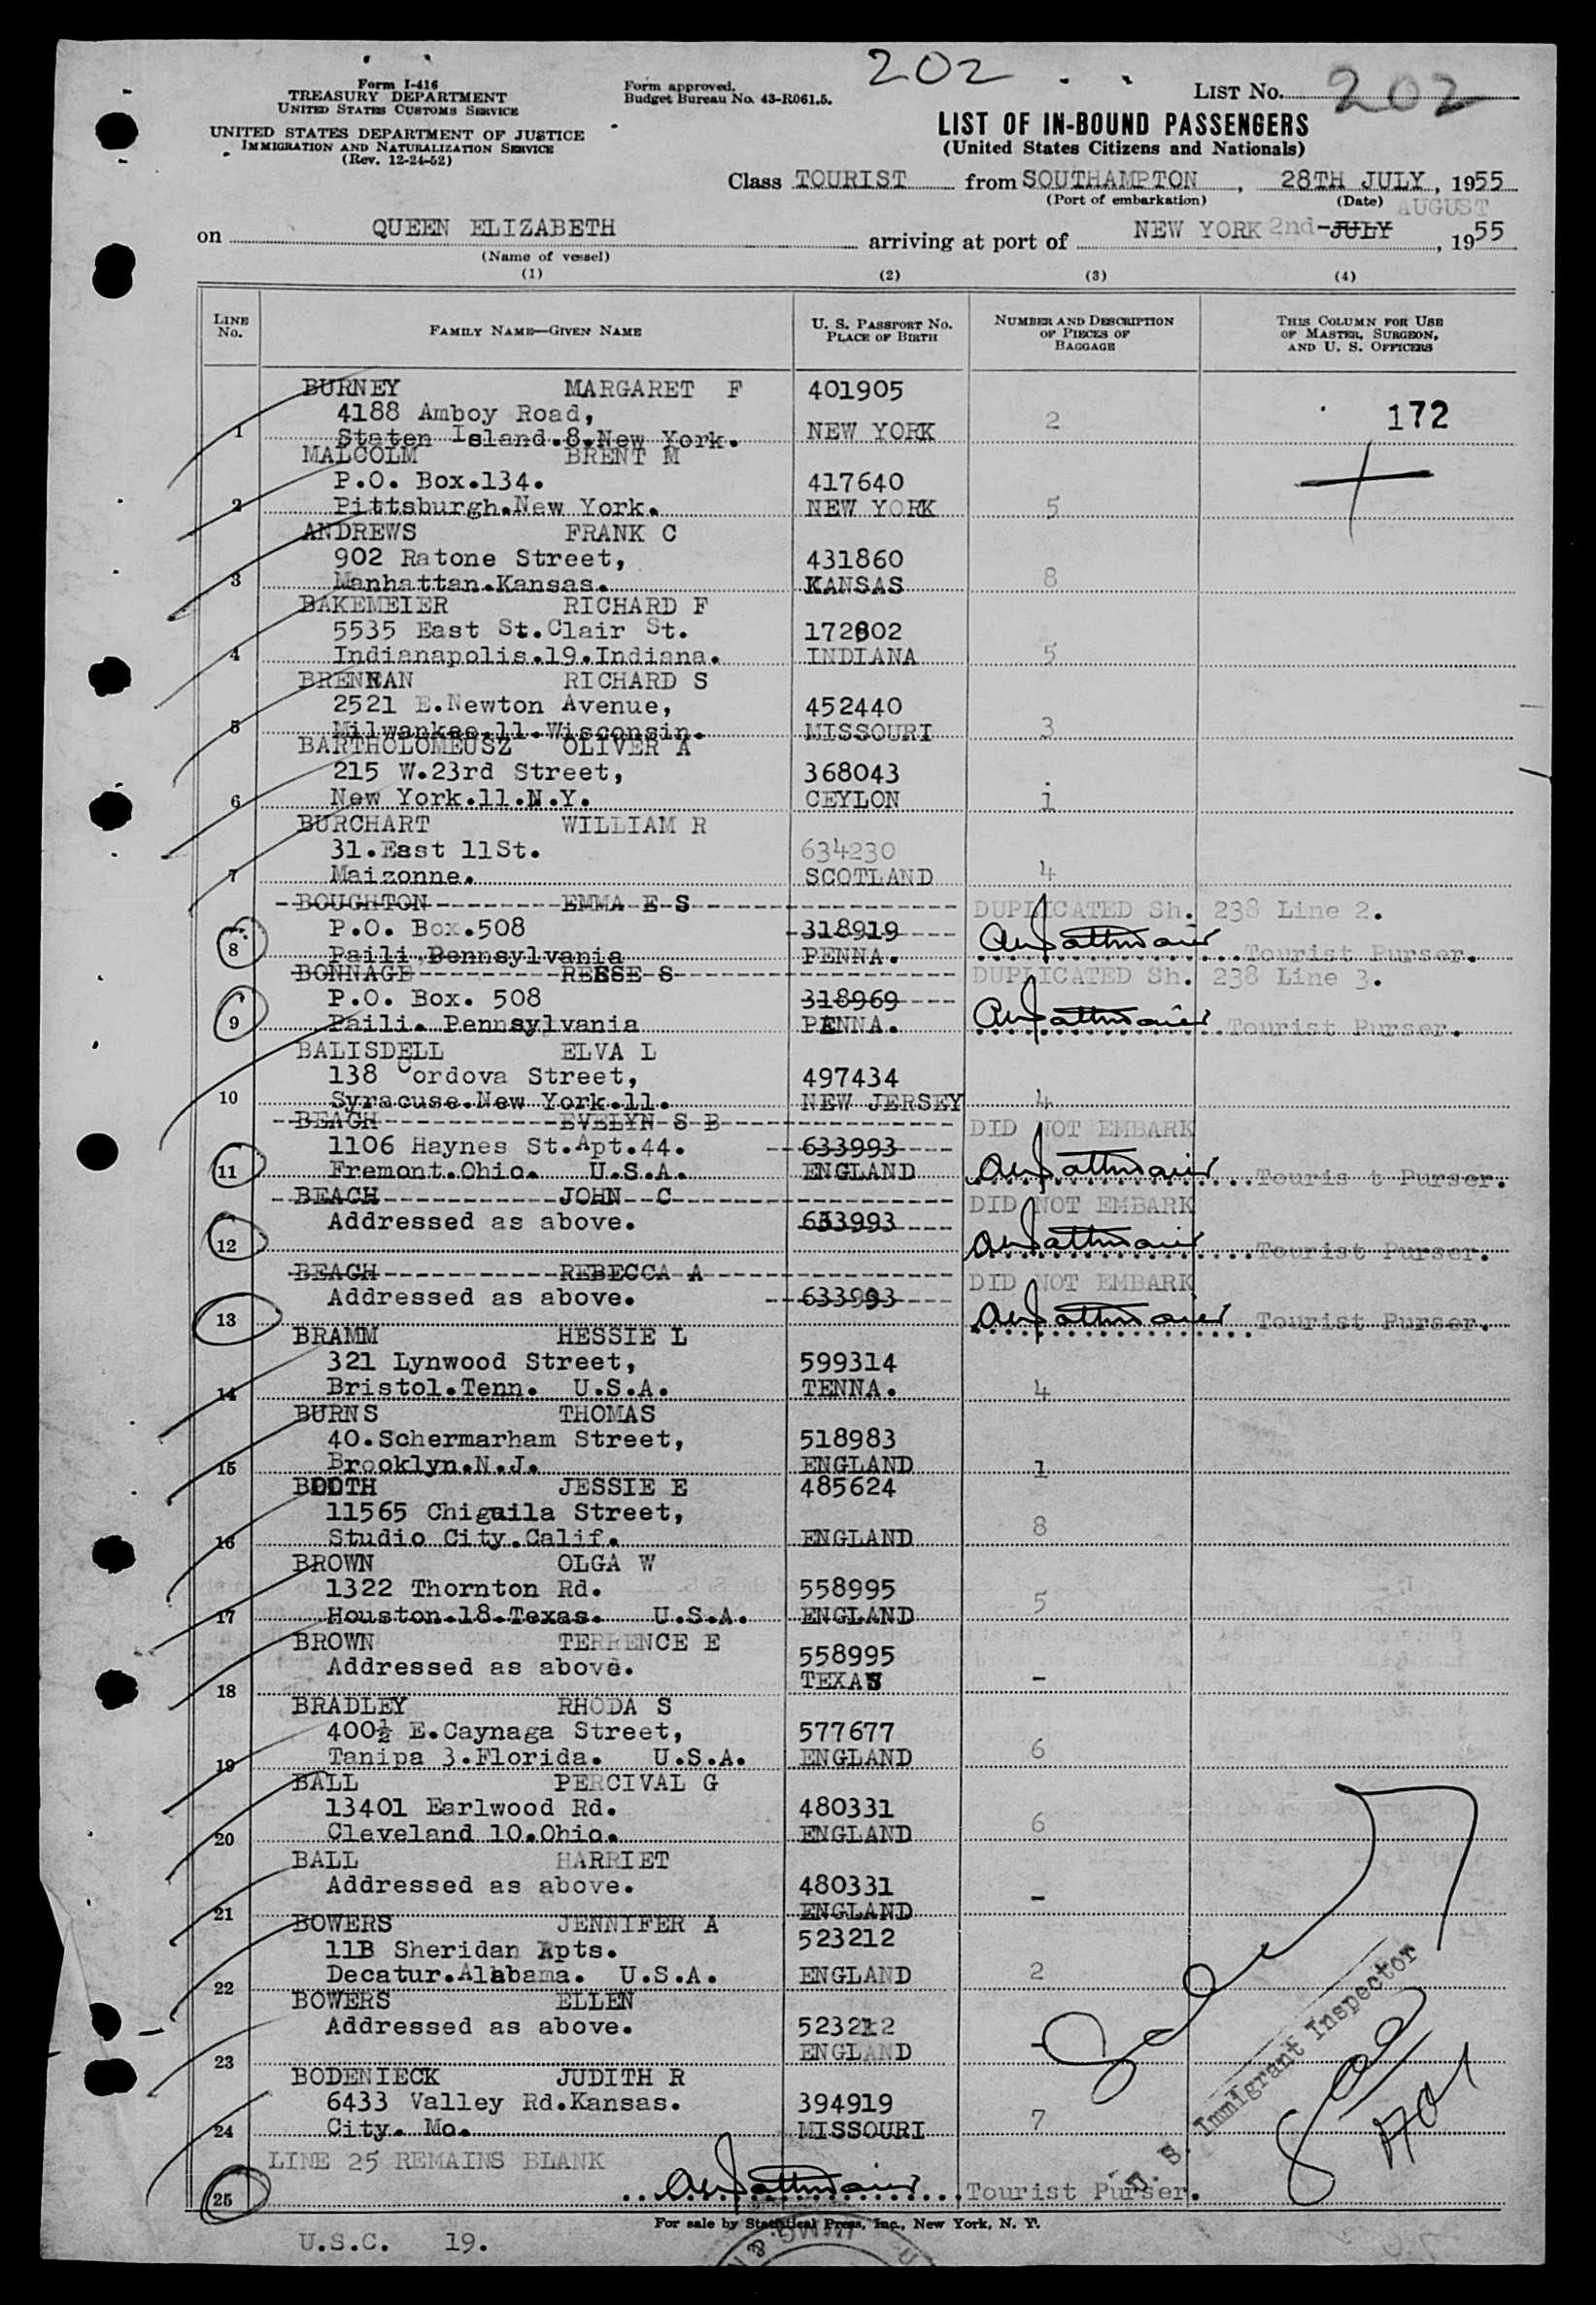 202
Form I-416
TREASURY DEPARTMENT
UNITED STATES CUSTOMS SERVICE
UNITED STATES DEPARTMENT OF JUSTICE
IMMIGRATION AND NATURALIZATION SERVICE
(Rev. 12-24-52)
Form approved.
Budget Bureau No. 43-R061.5.
LIST No. 202
LIST OF IN-BOUND PASSENGERS
(United States Citizens and Nationals)
Class TOURIST from SOUTHAMPTON, 28TH JULY, 1955
(Port of embarkation) (Date)
AUGUST
on QUEEN ELIZABETH arriving at port of NEW YORK 2nd JULY, 1955
(Name of vessel)
(1) (2) (3) (4)
LINE No. FAMILY NAME—GIVEN NAME U. S. PASSPORT NO. PLACE OF BIRTH NUMBER AND DESCRIPTION OF PIECES OF BAGGAGE THIS COLUMN FOR USE OF MASTER, SURGEON, AND U. S. OFFICERS
BURNEY MARGARET F 401905
4188 Amboy Road, 172
1 Staten Island.8.New York. NEW YORK 2
MALCOLM BRENT M
P.O. Box.134. 417640
2 Pittsburgh.New York. NEW YORK 5
ANDREWS FRANK C
902 Ratone Street, 431860
3 Manhattan.Kansas. KANSAS 8
BAKEMEIER RICHARD F
5535 East St.Clair St. 172802
4 Indianapolis.19.Indiana. INDIANA 5
BRENNAN RICHARD S
2521 E.Newton Avenue, 452440
5 Milwankee.11.Wisconsin. MISSOURI 3
BARTHOLOMEUSZ OLIVER A
215 W.23rd Street, 368043
6 New York.11.N.Y. CEYLON 1
BURCHART WILLIAM R
31.East 11St. 634230
7 Maizonne. SCOTLAND 4
BOUGHTON EMMA E S DUPLICATED Sh. 238 Line 2.
P.O. Box.508 318919
8 Paili.Pennsylvania PENNA. Tourist Purser.
BONNAGE REESE S DUPLICATED Sh. 238 Line 3.
P.O. Box. 508 318969
9 Paili. Pennsylvania PENNA. Tourist Purser.
BALISDELL ELVA L
138 Cordova Street, 497434
10 Syracuse.New York.11. NEW JERSEY 4
BEACH EVELYN S B DID NOT EMBARK
1106 Haynes St.Apt.44. 633993
11 Fremont.Ohio. U.S.A. ENGLAND Tourist Purser.
BEACH JOHN C DID NOT EMBARK
Addressed as above. 633993
12 Tourist Purser.
BEACH REBECCA A DID NOT EMBARK
Addressed as above. 633993
13 Tourist Purser.
BRAMM HESSIE L
321 Lynwood Street, 599314
14 Bristol.Tenn. U.S.A. TENNA. 4
BURNS THOMAS
40.Schermarham Street, 518983
15 Brooklyn.N.J. ENGLAND 1
BOOTH JESSIE E 485624
11565 Chiguila Street,
16 Studio City.Calif. ENGLAND 8
BROWN OLGA W
1322 Thornton Rd. 558995
17 Houston.18.Texas. U.S.A. ENGLAND 5
BROWN TERRENCE E 558995
Addressed as above. TEXAS
18 -
BRADLEY RHODA S
400½ E.Caynaga Street, 577677
19 Tanipa 3.Florida. U.S.A. ENGLAND 6
BALL PERCIVAL G
13401 Earlwood Rd. 480331
20 Cleveland 10.Ohio. ENGLAND 6
BALL HARRIET
Addressed as above. 480331
21 ENGLAND -
BOWERS JENNIFER A 523212
11B Sheridan Apts.
22 Decatur.Alabama. U.S.A. ENGLAND 2
BOWERS ELLEN
Addressed as above. 523212
23 ENGLAND -
BODENIECK JUDITH R
6433 Valley Rd.Kansas. 394919
24 City. Mo. MISSOURI 7
U. S. Immigrant Inspector
LINE 25 REMAINS BLANK
25 Tourist Purser.
For sale by Statistical Press, Inc., New York, N. Y.
U.S.C. 19.